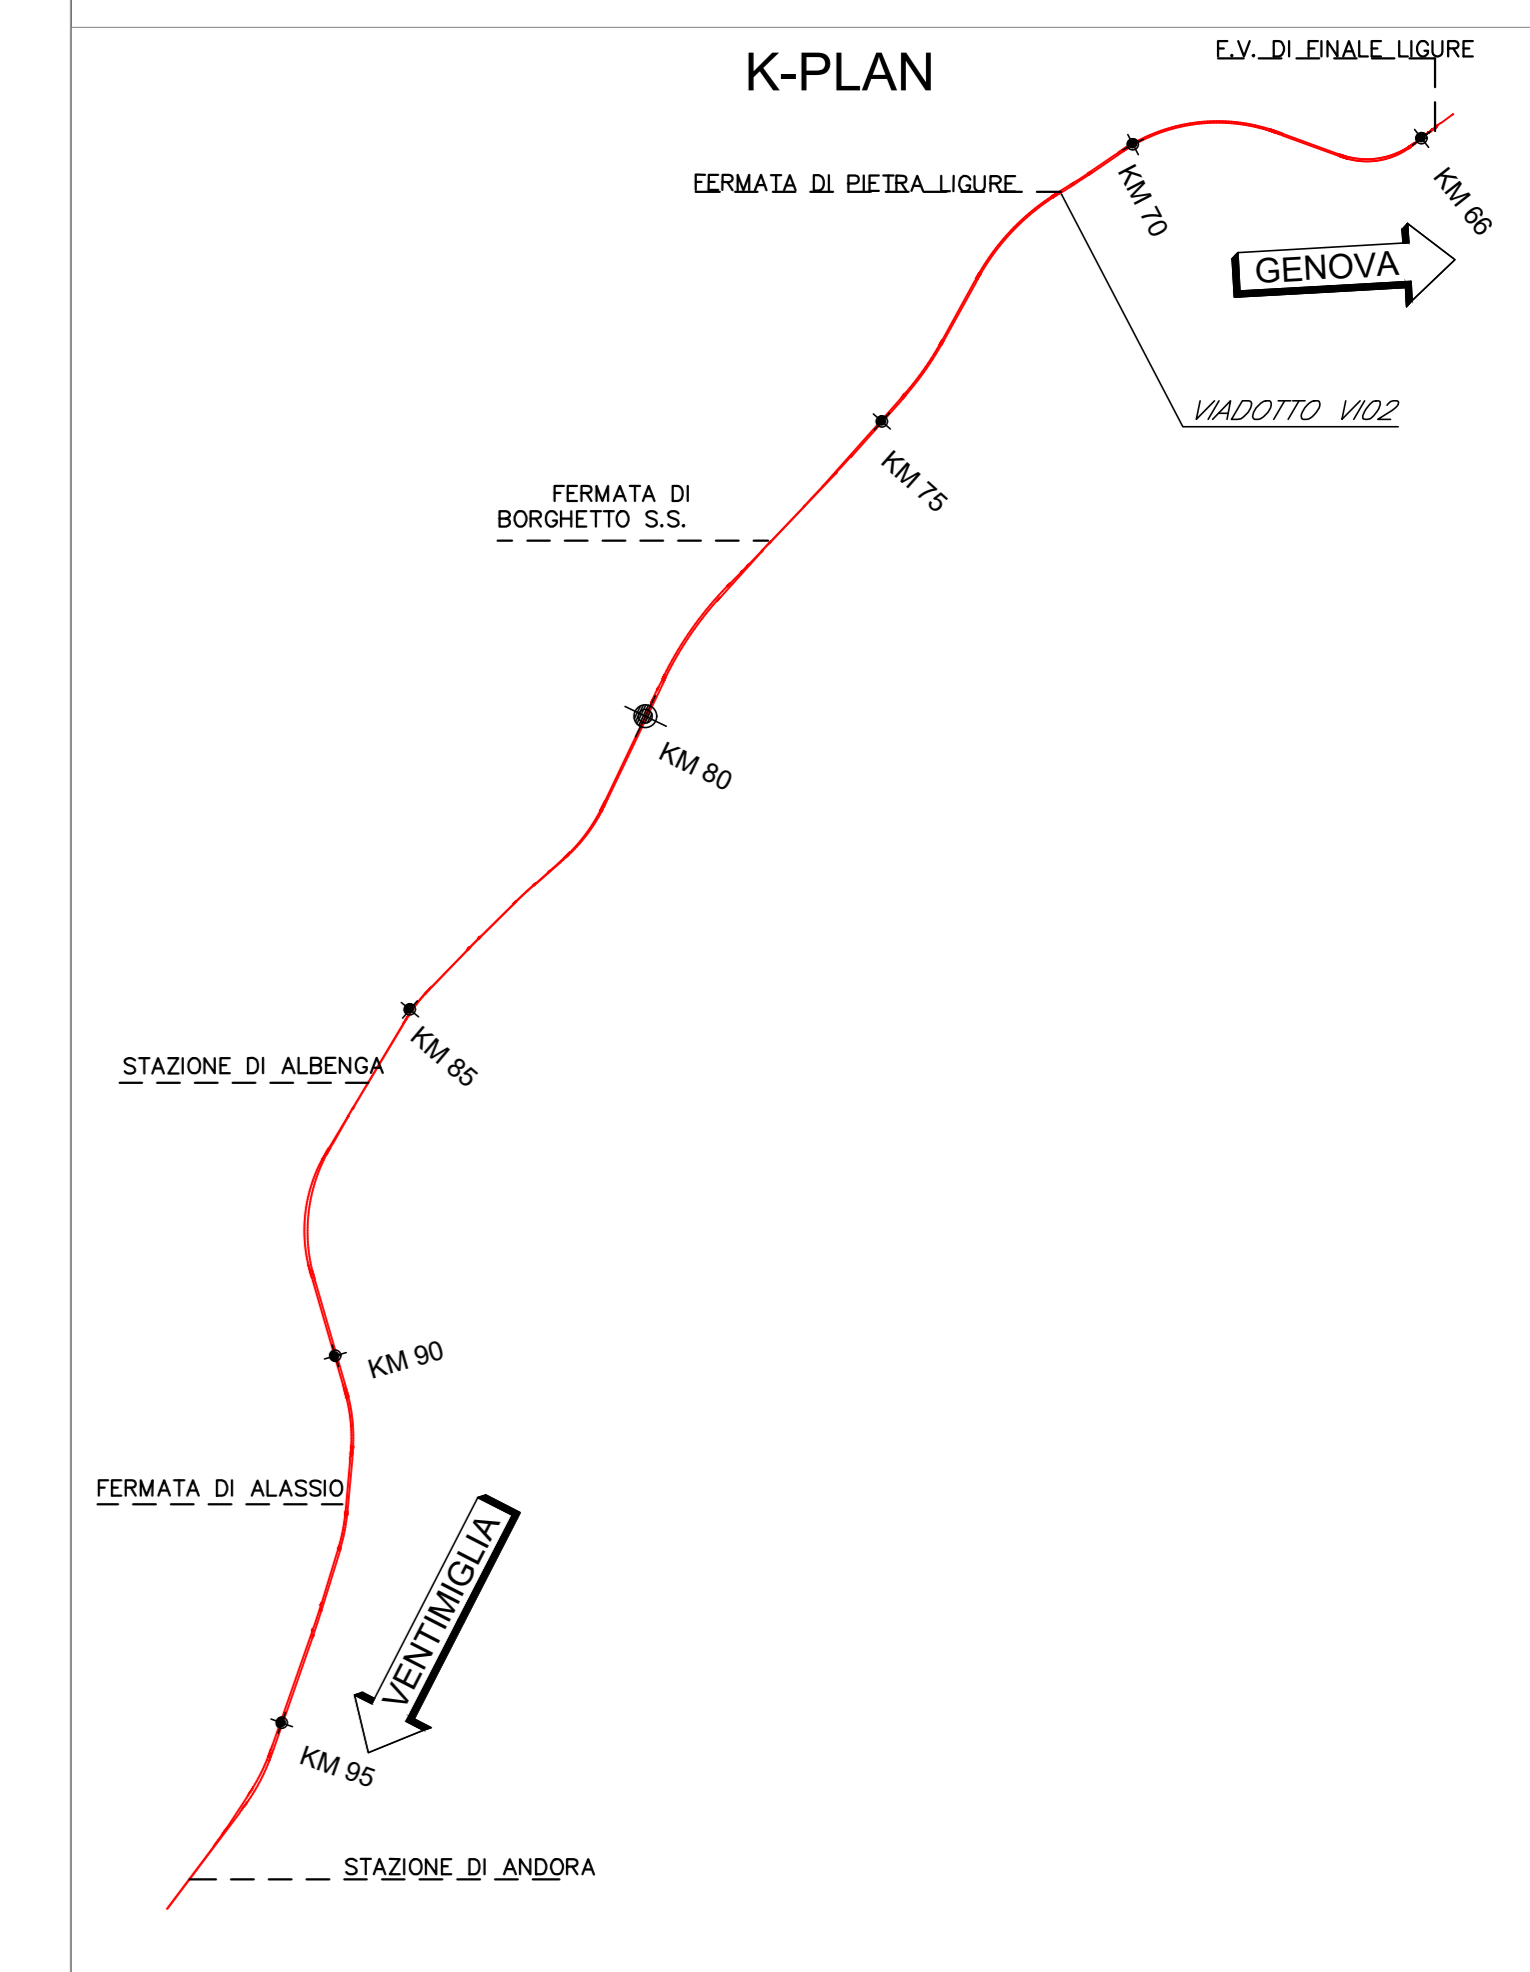 F.V. DI FINALE LIGURE
K-PLAN
FERMATA DI PIETRA LIGURE
KM 70
KM 66
GENOVA
VIADOTTO VI02
KM 75
FERMATA DI
BORGHETTO S.S.
KM 80
KM 85
STAZIONE DI ALBENGA
KM 90
FERMATA DI ALASSIO
VENTIMIGLIA
KM 95
STAZIONE DI ANDORA